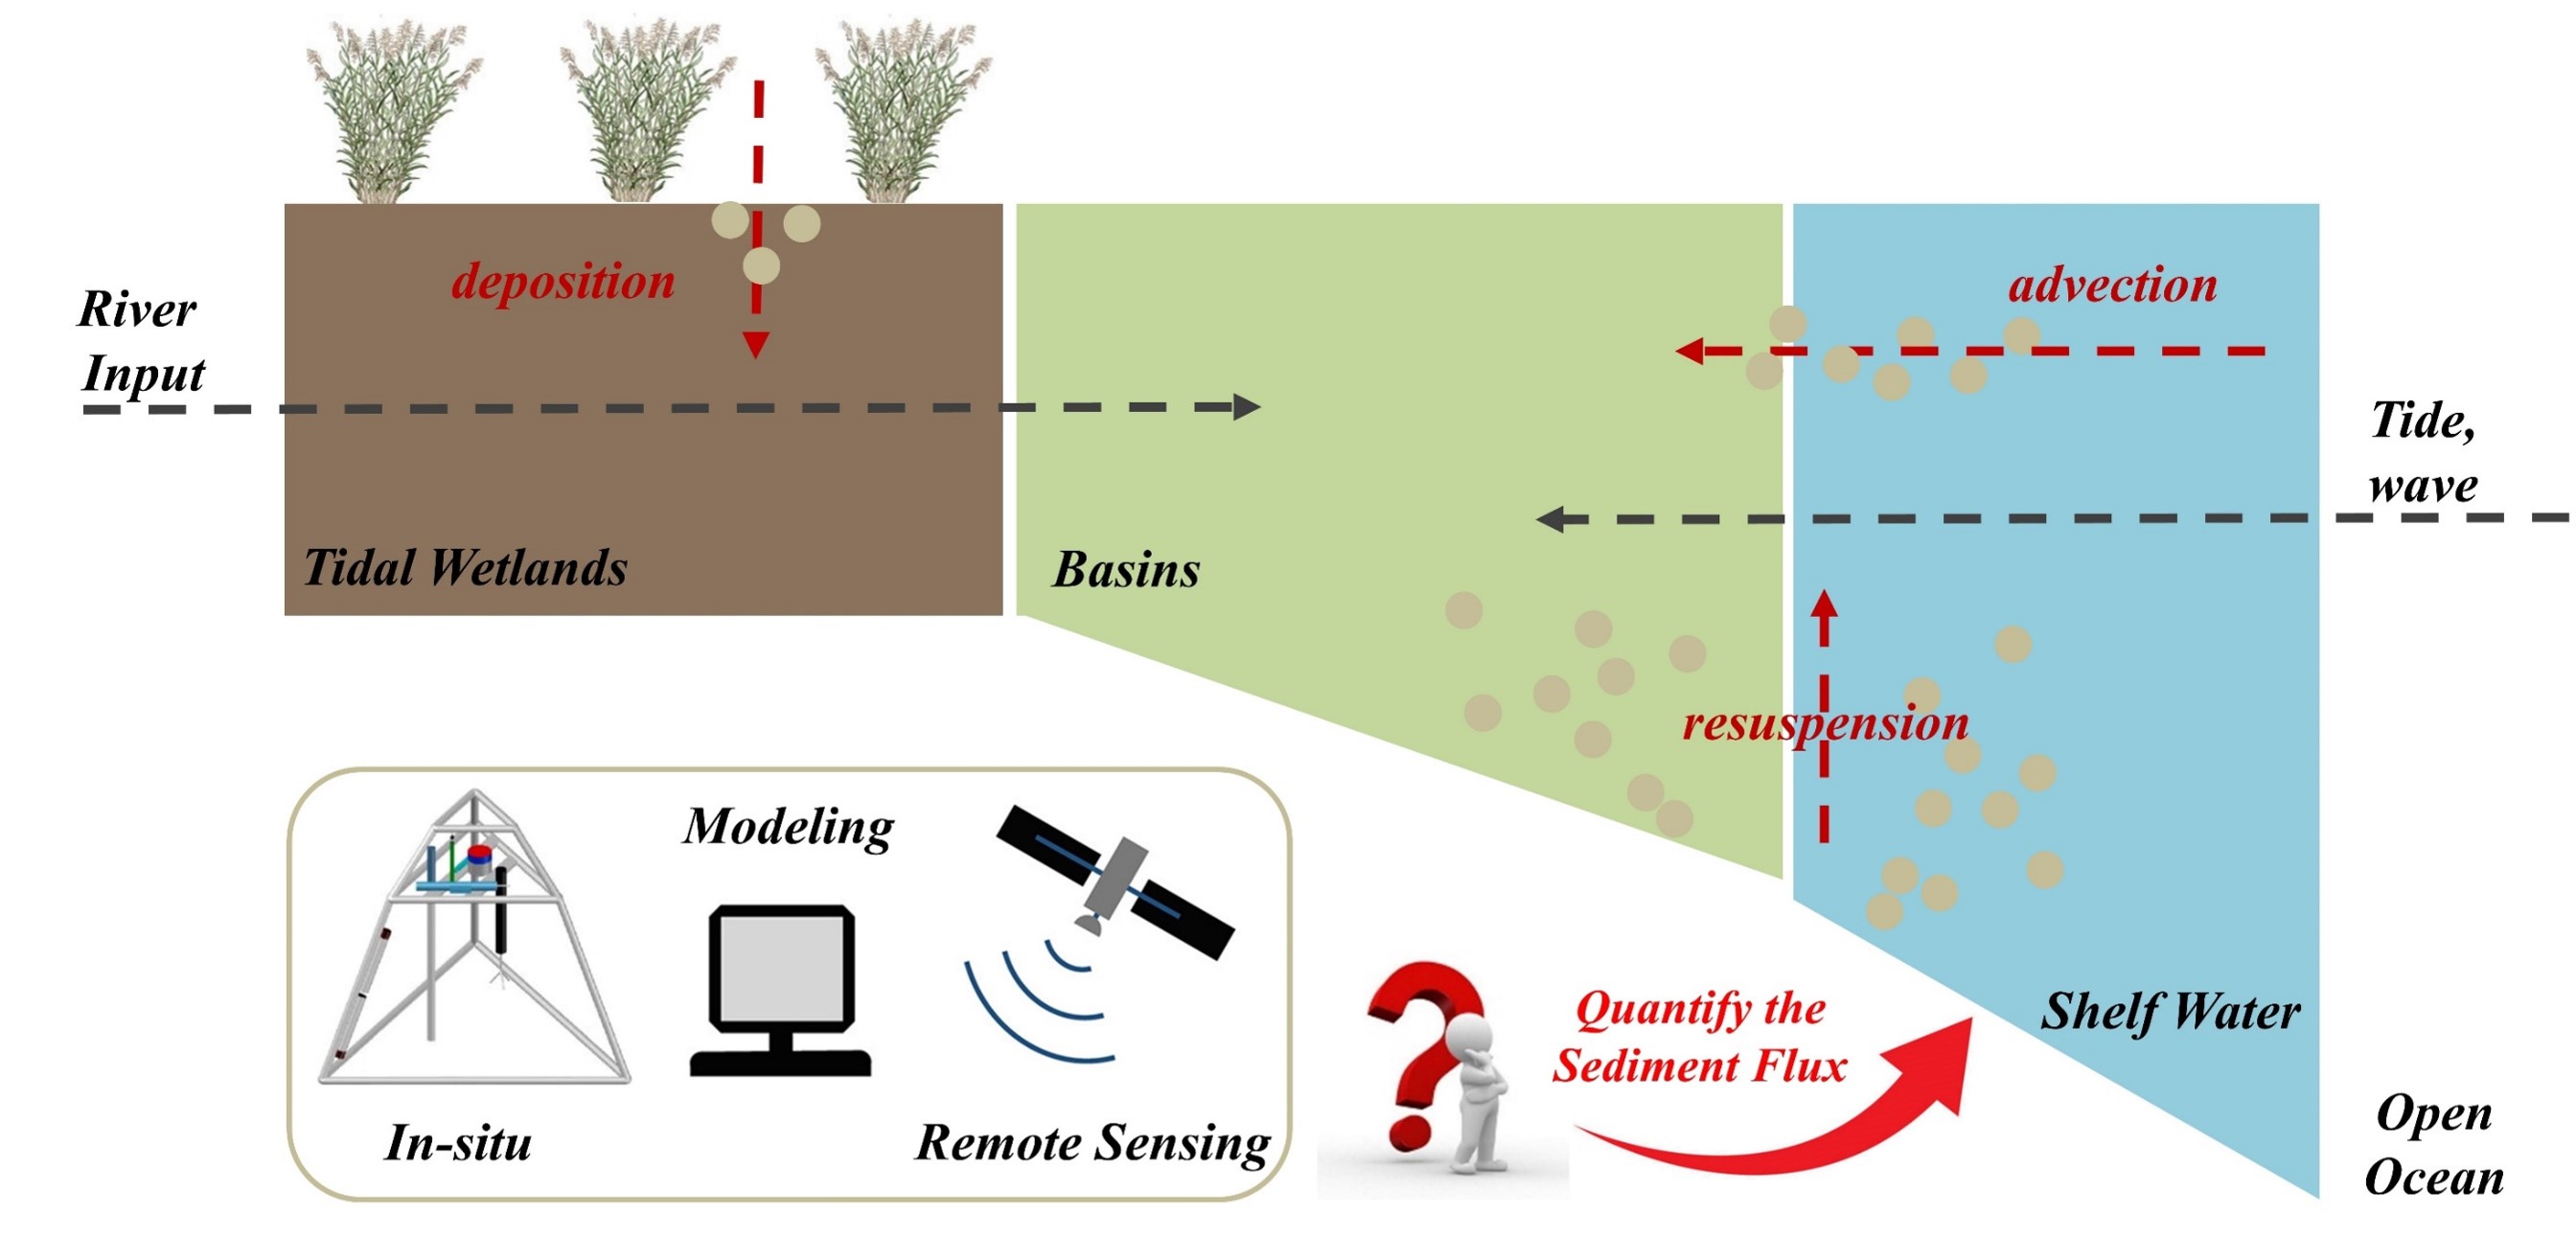 River
Input
deposition
Tidal Wetlands
Basins
advection
Tide,
wave
resuspension
Shelf Water
Open
Ocean
Modeling
In-situ
Remote Sensing
Quantify the
Sediment Flux